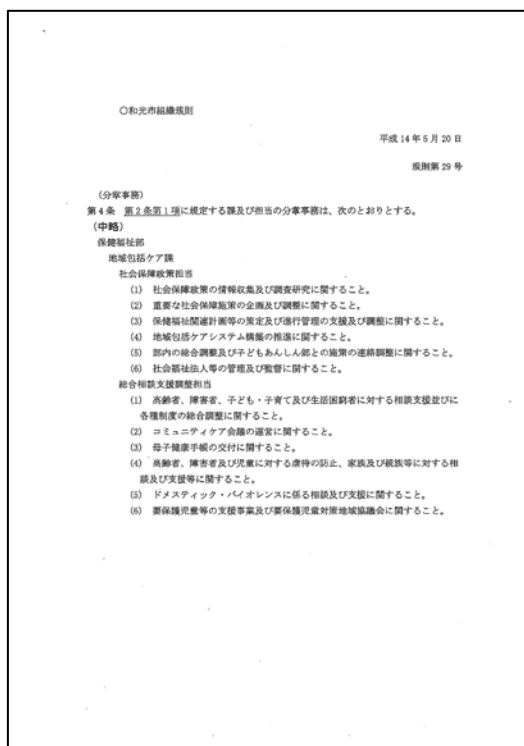 ○和光市組織規則
平成14年5月20日
規則第29号
(分掌事務)
第4条 第2条第1項に規定する課及び担当の分掌事務は、次のとおりとする。
(中略)
保健福祉部
地域包括ケア課
社会保障政策担当
(1) 社会保障政策の情報収集及び調査研究に関すること。
(2) 重要な社会保障施策の企画及び調整に関すること。
(3) 保健福祉関連計画等の策定及び進行管理の支援及び調整に関すること。
(4) 地域包括ケアシステム構築の推進に関すること。
(5) 部内の総合調整及び子どもあんしん部との施策の連絡調整に関すること。
(6) 社会福祉法人等の管理及び監督に関すること。
総合相談支援調整担当
(1) 高齢者、障害者、子ども・子育て及び生活困窮者に対する相談支援並びに
各種制度の総合調整に関すること。
(2) コミュニティケア会議の運営に関すること。
(3) 母子健康手帳の交付に関すること。
(4) 高齢者、障害者及び児童に対する虐待の防止、家族及び親族等に対する相
談及び支援等に関すること。
(5) ドメスティック・バイオレンスに係る相談及び支援に関すること。
(6) 要保護児童等の支援事業及び要保護児童対策地域協議会に関すること。